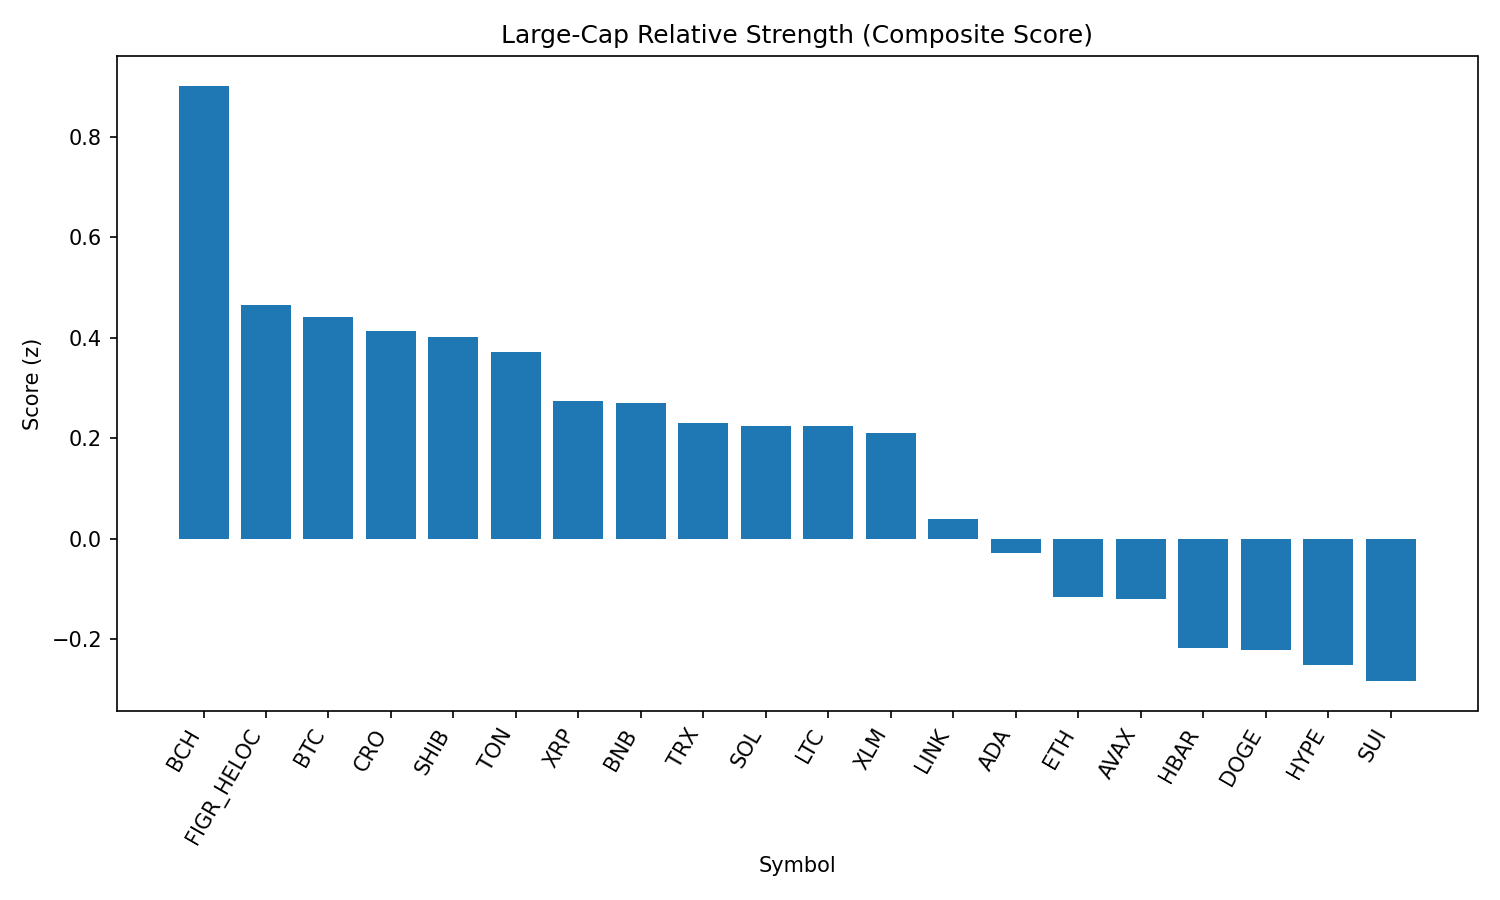 Large-Cap Relative Strength (Composite Score)
Score (z)
0.8
0.6
0.4
0.2
0.0
−0.2
BCH
FIGR_HELOC
BTC
CRO
SHIB
TON
XRP
BNB
TRX
SOL
LTC
XLM
LINK
ADA
ETH
AVAX
HBAR
DOGE
HYPE
SUI
Symbol